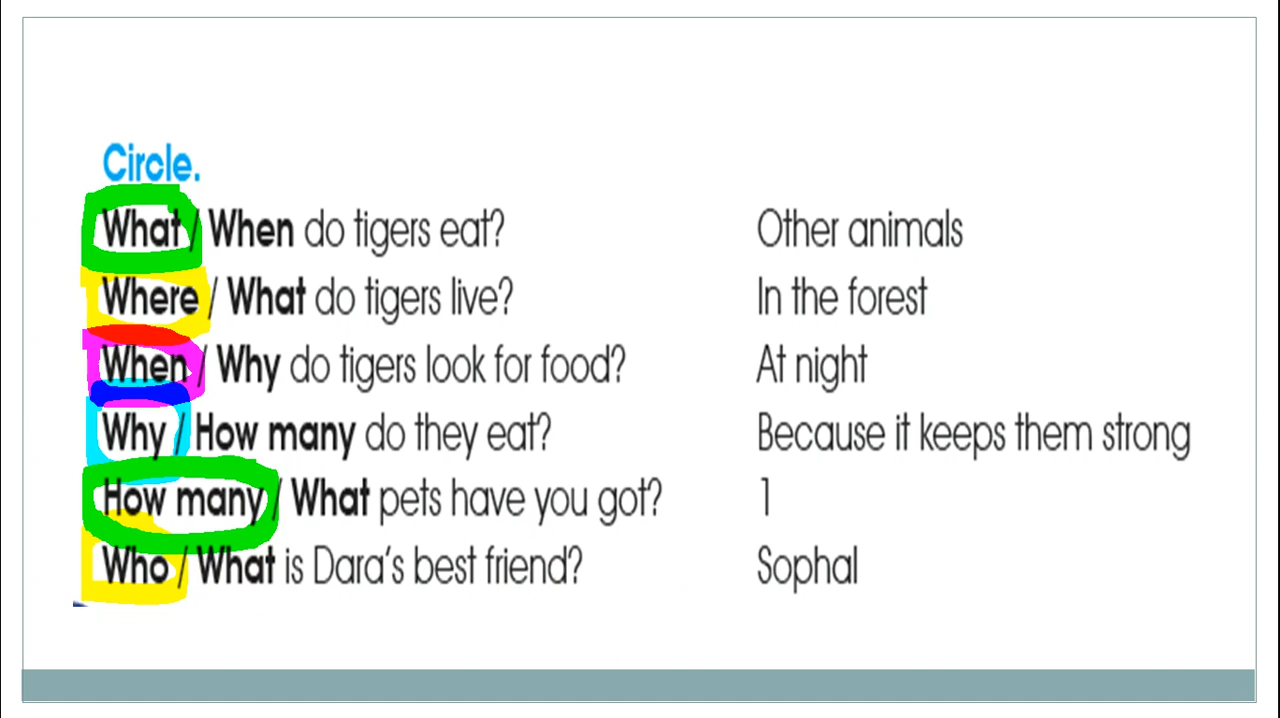 Circle.
What / When do tigers eat? Other animals
Where / What do tigers live? In the forest
When / Why do tigers look for food? At night
Why / How many do they eat? Because it keeps them strong
How many / What pets have you got? 1
Who / What is Dara's best friend? Sophal